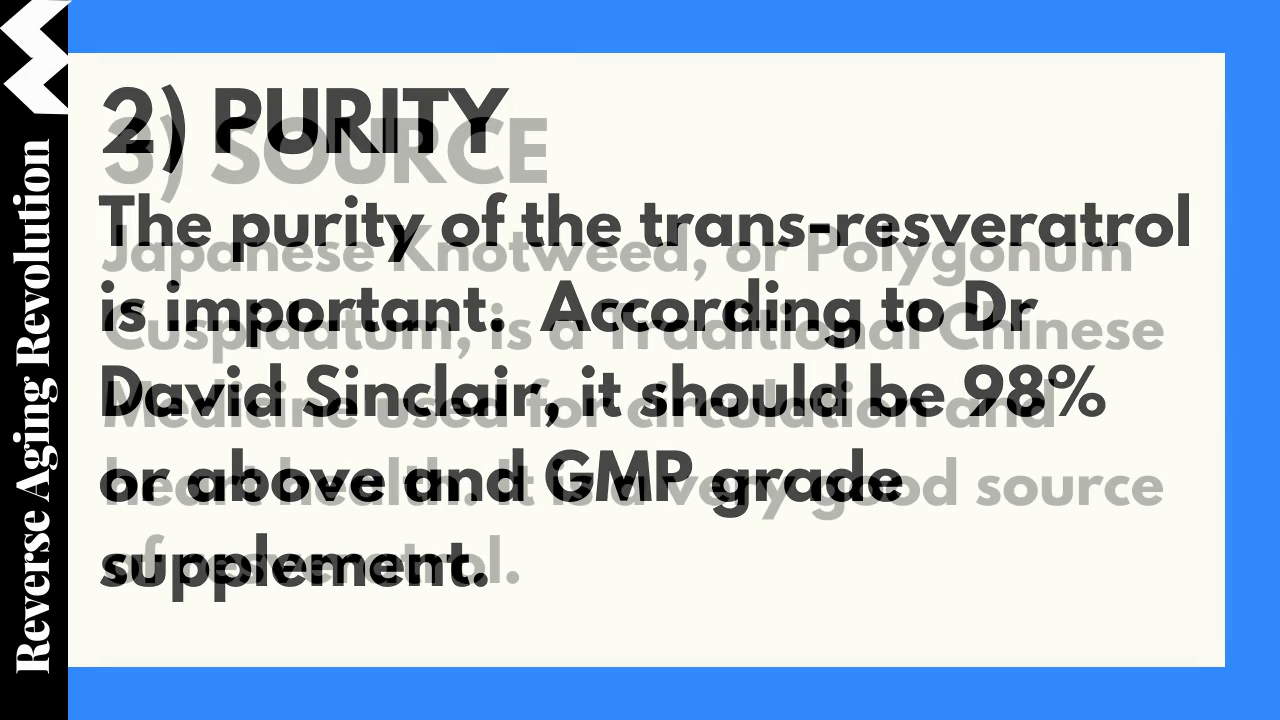 Reverse Aging Revolution
2) PURITY
The purity of the trans-resveratrol
is important. According to Dr
David Sinclair, it should be 98%
or above and GMP grade
supplement.
3) SOURCE
Japanese Knotweed, or Polygonum
Cuspidatum, is a Traditional Chinese
Medicine used for circulation and
heart health. It is a very good source
of resveratrol.